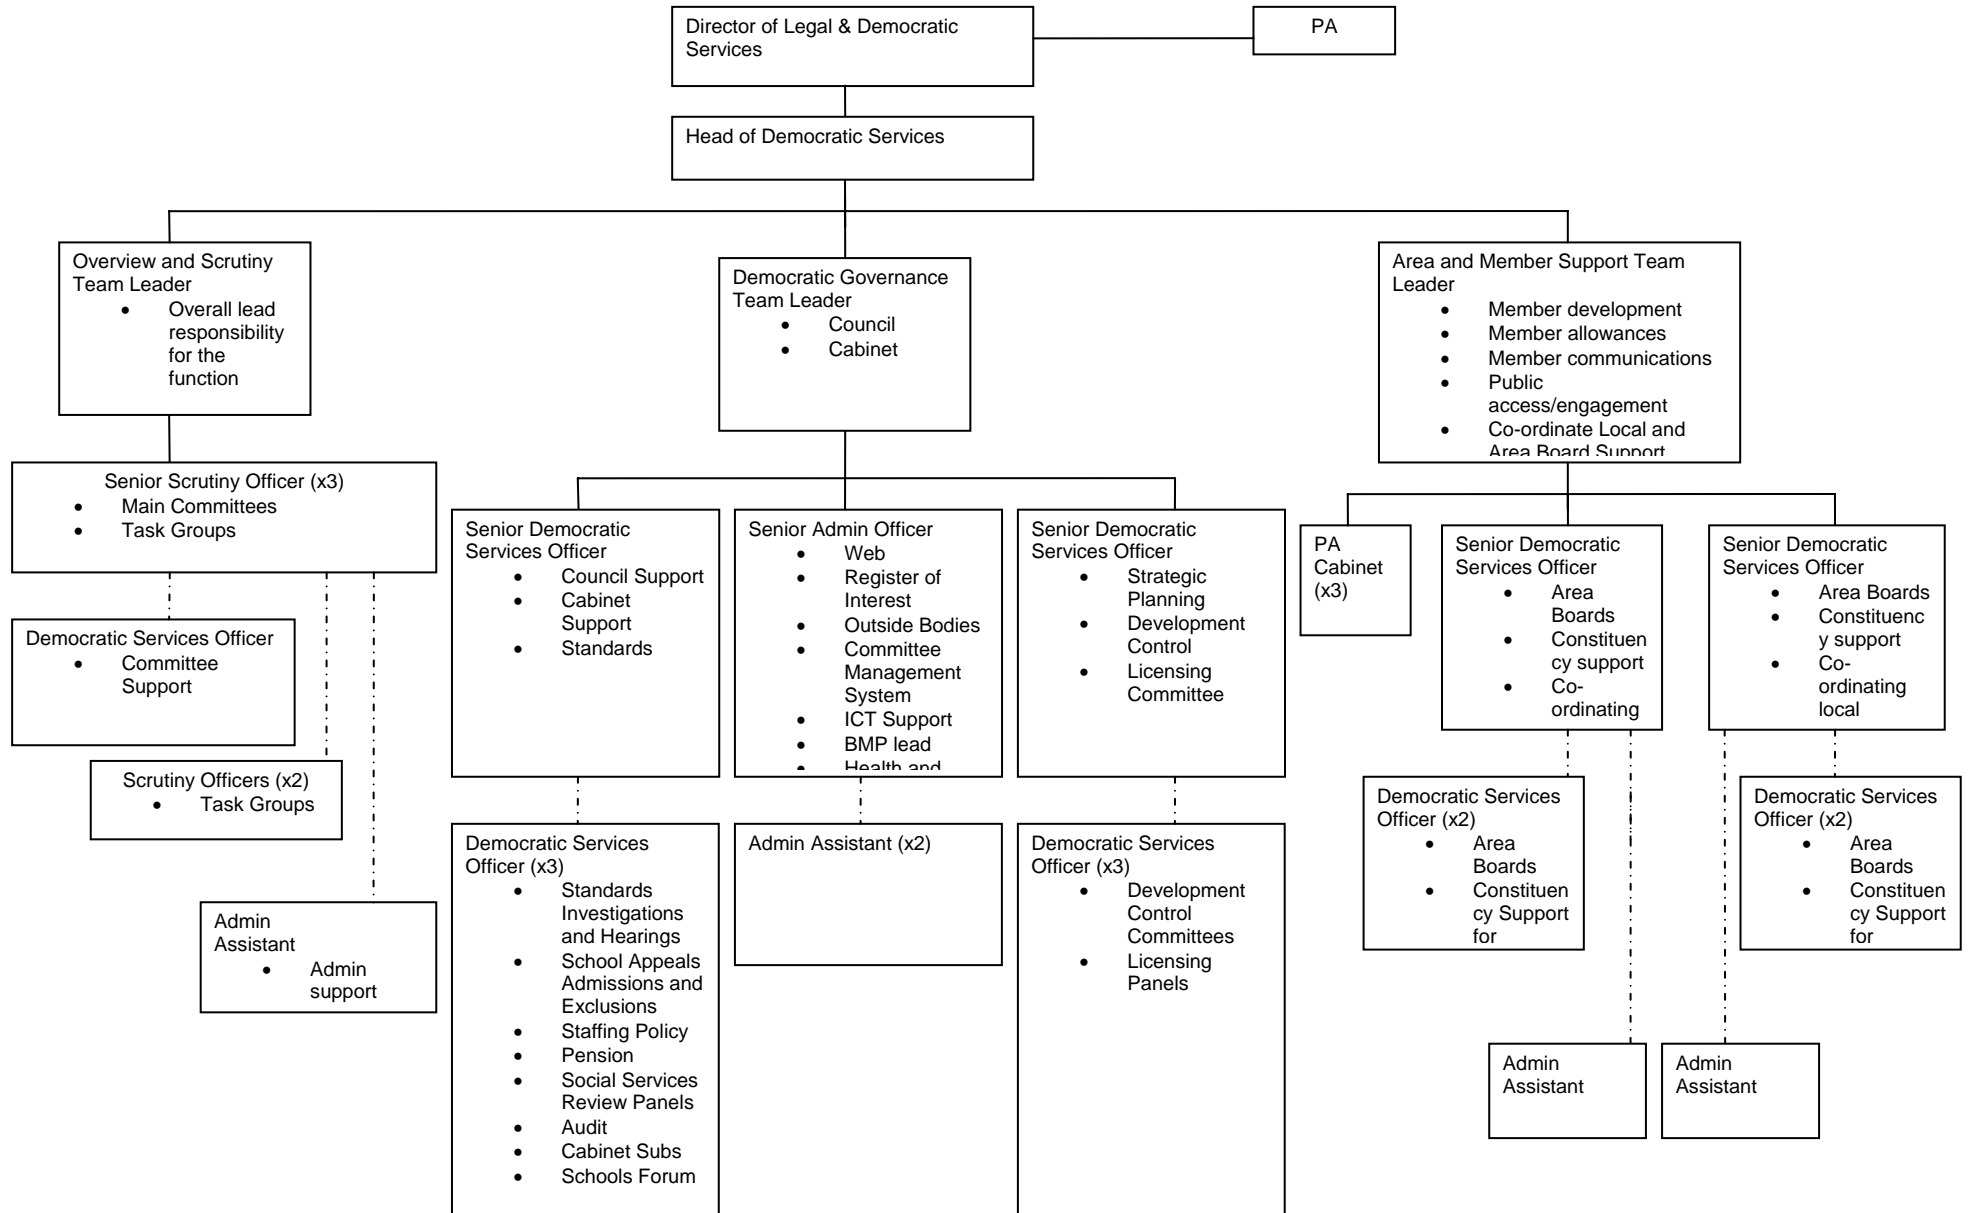 Director of Legal & Democratic
Services
PA
Head of Democratic Services
Overview and Scrutiny
Team Leader
• Overall lead
responsibility
for the
function
Democratic Governance
Team Leader
• Council
• Cabinet
Area and Member Support Team
Leader
• Member development
• Member allowances
• Member communications
• Public
access/engagement
• Co-ordinate Local and
Area Board Support
Senior Scrutiny Officer (x3)
• Main Committees
• Task Groups
Democratic Services Officer
• Committee
Support
Scrutiny Officers (x2)
• Task Groups
Admin
Assistant
• Admin
support
Senior Democratic
Services Officer
• Council Support
• Cabinet
Support
• Standards
Senior Admin Officer
• Web
• Register of
Interest
• Outside Bodies
• Committee
Management
System
• ICT Support
• BMP lead
• Health and
Senior Democratic
Services Officer
• Strategic
Planning
• Development
Control
• Licensing
Committee
Democratic Services
Officer (x3)
• Standards
Investigations
and Hearings
• School Appeals
Admissions and
Exclusions
• Staffing Policy
• Pension
• Social Services
Review Panels
• Audit
• Cabinet Subs
• Schools Forum
Admin Assistant (x2)
Democratic Services
Officer (x3)
• Development
Control
Committees
• Licensing
Panels
PA
Cabinet
(x3)
Senior Democratic
Services Officer
• Area
Boards
• Constituen
cy support
• Co-
ordinating
Senior Democratic
Services Officer
• Area Boards
• Constituenc
y support
• Co-
ordinating
local
Democratic Services
Officer (x2)
• Area
Boards
• Constituen
cy Support
for
Democratic Services
Officer (x2)
• Area
Boards
• Constituen
cy Support
for
Admin
Assistant
Admin
Assistant